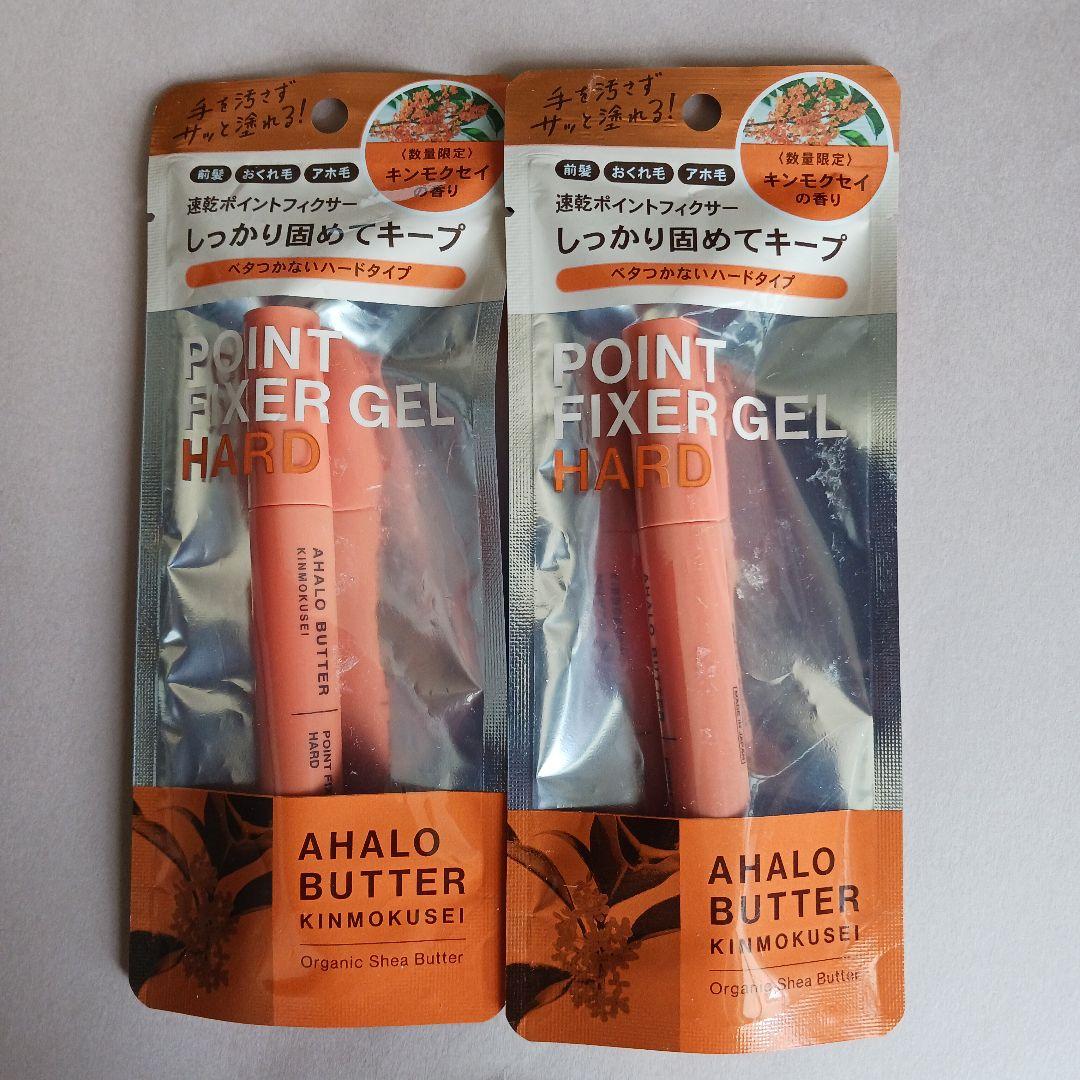 手を汚さず
サッと塗れる!
〈数量限定〉
キンモクセイ
の香り
前髪 おくれ毛 アホ毛
速乾ポイントフィクサー
しっかり固めてキープ
ベタつかないハードタイプ
POINT
FIXER GEL
HARD
AHALO BUTTER
KINMOKUSEI
POINT
HARD
AHALO
BUTTER
KINMOKUSEI
Organic Shea Butter
手を汚さず
サッと塗れる!
〈数量限定〉
キンモクセイ
の香り
前髪 おくれ毛 アホ毛
速乾ポイントフィクサー
しっかり固めてキープ
ベタつかないハードタイプ
POINT
FIXER GEL
HARD
AHALO BUTTER
MADE IN JAPAN
AHALO
BUTTER
KINMOKUSEI
Organic Shea Butter